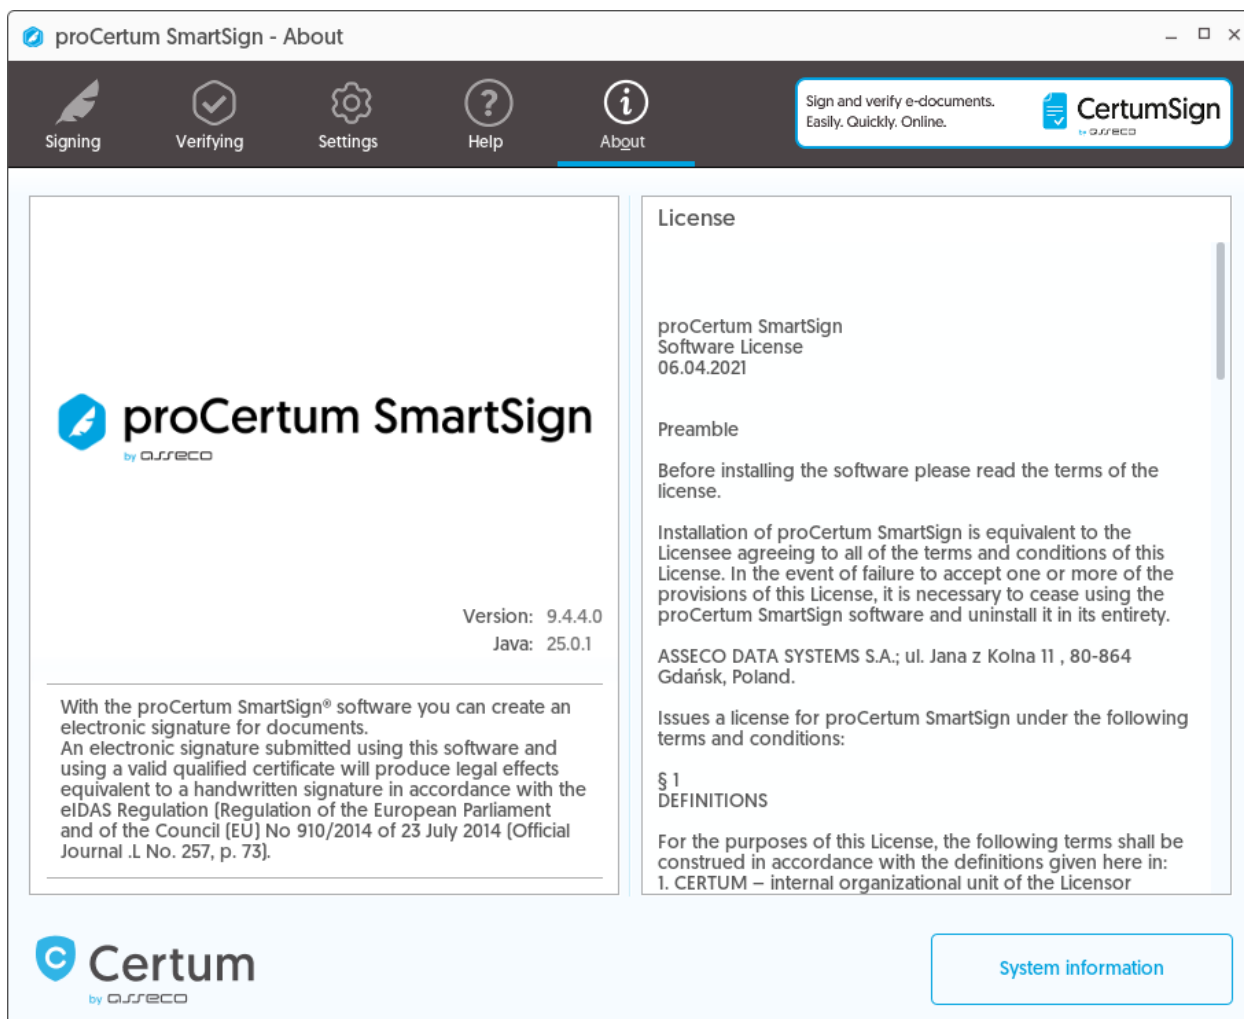 proCertum SmartSign - About
Signing
Verifying
Settings
Help
About
Sign and verify e-documents.
Easily. Quickly. Online.
CertumSign
by asseco
proCertum SmartSign
by asseco
Version: 9.4.4.0
Java: 25.0.1
With the proCertum SmartSign® software you can create an
electronic signature for documents.
An electronic signature submitted using this software and
using a valid qualified certificate will produce legal effects
equivalent to a handwritten signature in accordance with the
eIDAS Regulation (Regulation of the European Parliament
and of the Council (EU) No 910/2014 of 23 July 2014 (Official
Journal .L No. 257, p. 73).
License
proCertum SmartSign
Software License
06.04.2021
Preamble
Before installing the software please read the terms of the
license.
Installation of proCertum SmartSign is equivalent to the
Licensee agreeing to all of the terms and conditions of this
License. In the event of failure to accept one or more of the
provisions of this License, it is necessary to cease using the
proCertum SmartSign software and uninstall it in its entirety.
ASSECO DATA SYSTEMS S.A.; ul. Jana z Kolna 11 , 80-864
Gdańsk, Poland.
Issues a license for proCertum SmartSign under the following
terms and conditions:
§ 1
DEFINITIONS
For the purposes of this License, the following terms shall be
construed in accordance with the definitions given here in:
1. CERTUM – internal organizational unit of the Licensor
Certum
by asseco
System information